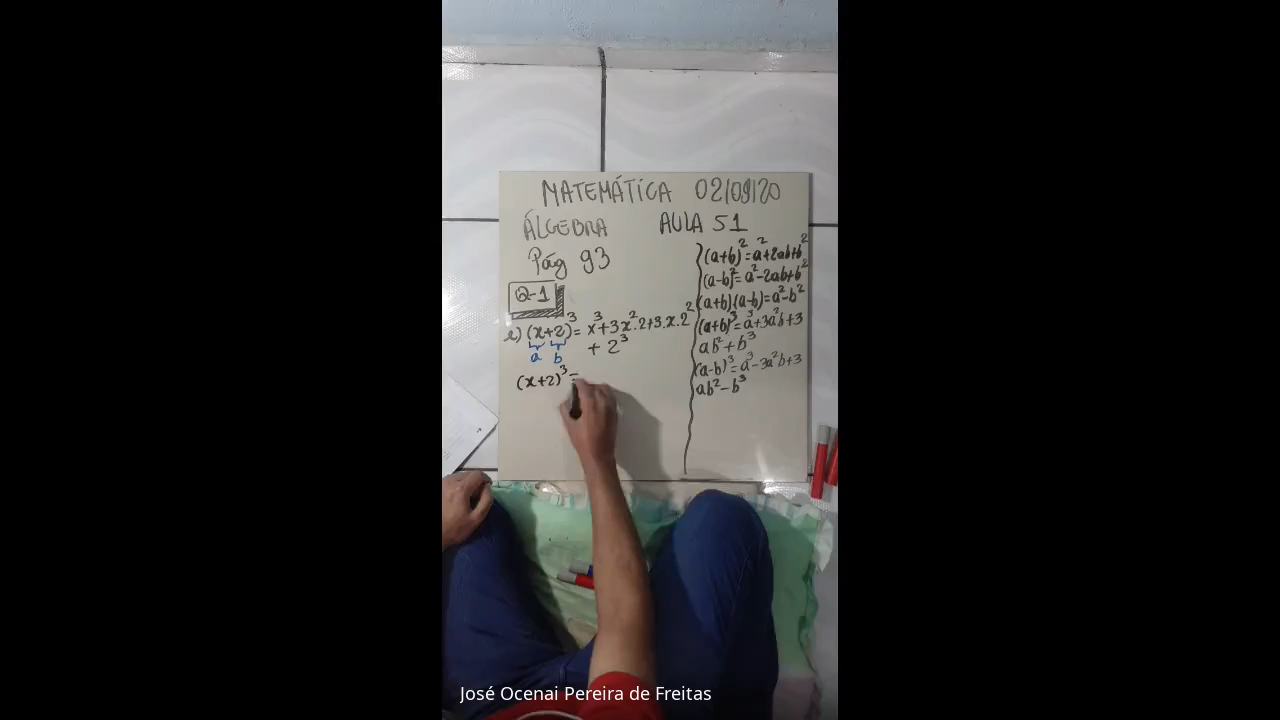 MATEMÁTICA 02/09/20
ÁLGEBRA AULA 51
Pág 93
Q-1
e) (x+2)³ = x³+3x².2+3.x.2²
+ 2³
a b
(x+2)³ =
(a+b)²=a²+2ab+b²
(a-b)²=a²-2ab+b²
(a+b).(a-b)=a²-b²
(a+b)³=a³+3a²b+3
ab²+b³
(a-b)³=a³-3a²b+3
ab²-b³
José Ocenai Pereira de Freitas